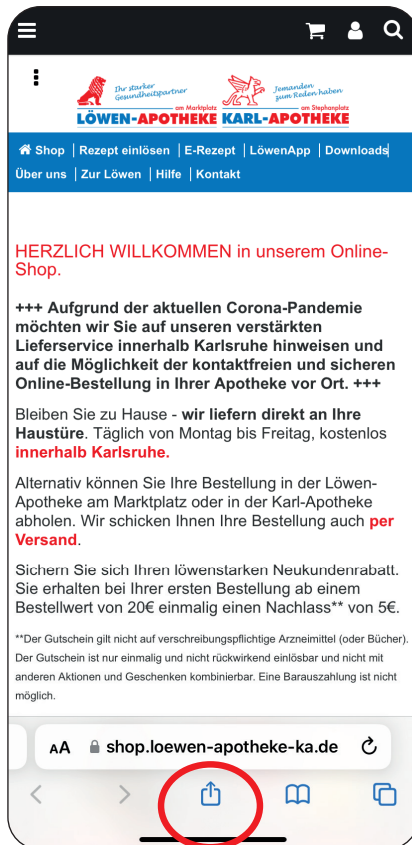 Ihr starker
Gesundheitspartner
am Marktplatz
LÖWEN-APOTHEKE
Jemanden
zum Reden haben
am Stephanplatz
KARL-APOTHEKE
Shop | Rezept einlösen | E-Rezept | LöwenApp | Downloads|
Über uns | Zur Löwen | Hilfe | Kontakt
HERZLICH WILLKOMMEN in unserem Online-
Shop.
+++ Aufgrund der aktuellen Corona-Pandemie
möchten wir Sie auf unseren verstärkten
Lieferservice innerhalb Karlsruhe hinweisen und
auf die Möglichkeit der kontaktfreien und sicheren
Online-Bestellung in Ihrer Apotheke vor Ort. +++
Bleiben Sie zu Hause - wir liefern direkt an Ihre
Haustüre. Täglich von Montag bis Freitag, kostenlos
innerhalb Karlsruhe.
Alternativ können Sie Ihre Bestellung in der Löwen-
Apotheke am Marktplatz oder in der Karl-Apotheke
abholen. Wir schicken Ihnen Ihre Bestellung auch per
Versand.
Sichern Sie sich Ihren löwenstarken Neukundenrabatt.
Sie erhalten bei Ihrer ersten Bestellung ab einem
Bestellwert von 20€ einmalig einen Nachlass** von 5€.
**Der Gutschein gilt nicht auf verschreibungspflichtige Arzneimittel (oder Bücher).
Der Gutschein ist nur einmalig und nicht rückwirkend einlösbar und nicht mit
anderen Aktionen und Geschenken kombinierbar. Eine Barauszahlung ist nicht
möglich.
AA shop.loewen-apotheke-ka.de